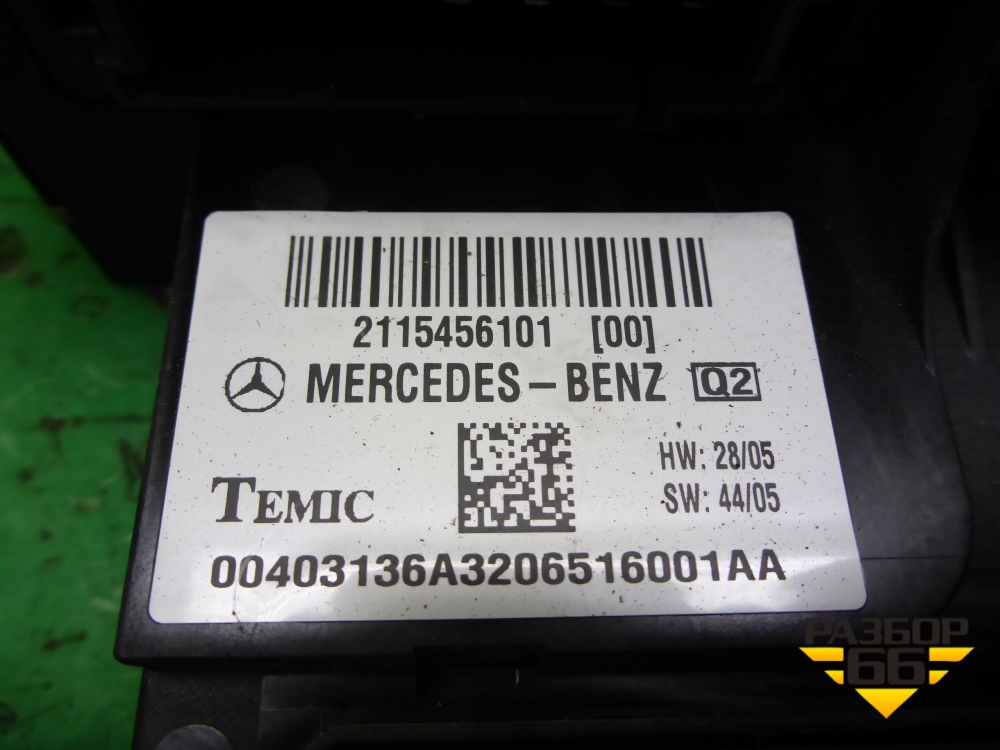 2115456101 [00]
MERCEDES-BENZ Q2
HW: 28/05
SW: 44/05
TEMIC
00403136A3206516001AA
РАЗБОР
66